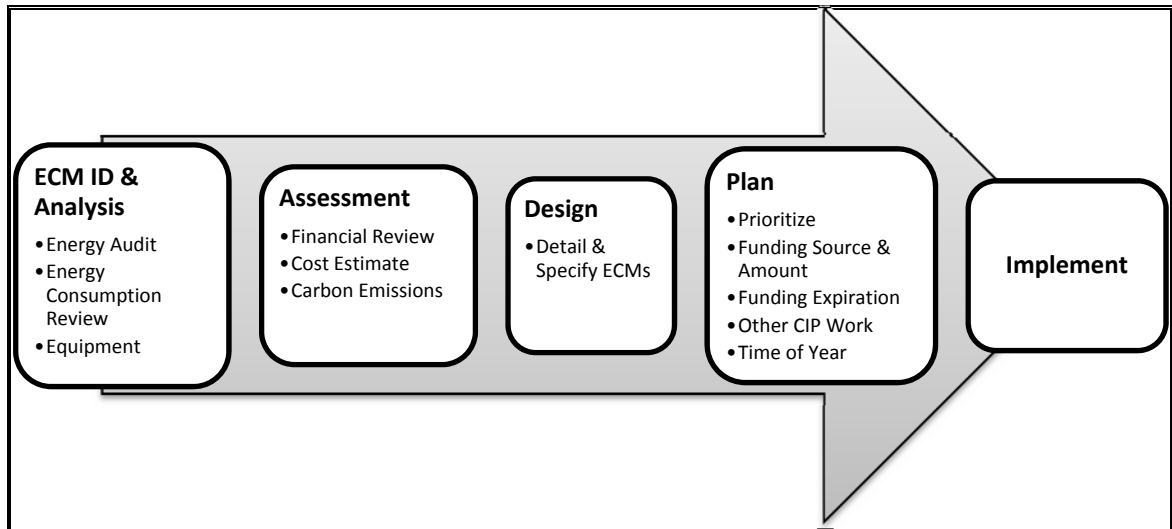 ECM ID &
Analysis
•Energy Audit
•Energy
Consumption
Review
•Equipment
Assessment
•Financial Review
•Cost Estimate
•Carbon Emissions
Design
•Detail &
Specify ECMs
Plan
•Prioritize
•Funding Source &
Amount
•Funding Expiration
•Other CIP Work
•Time of Year
Implement